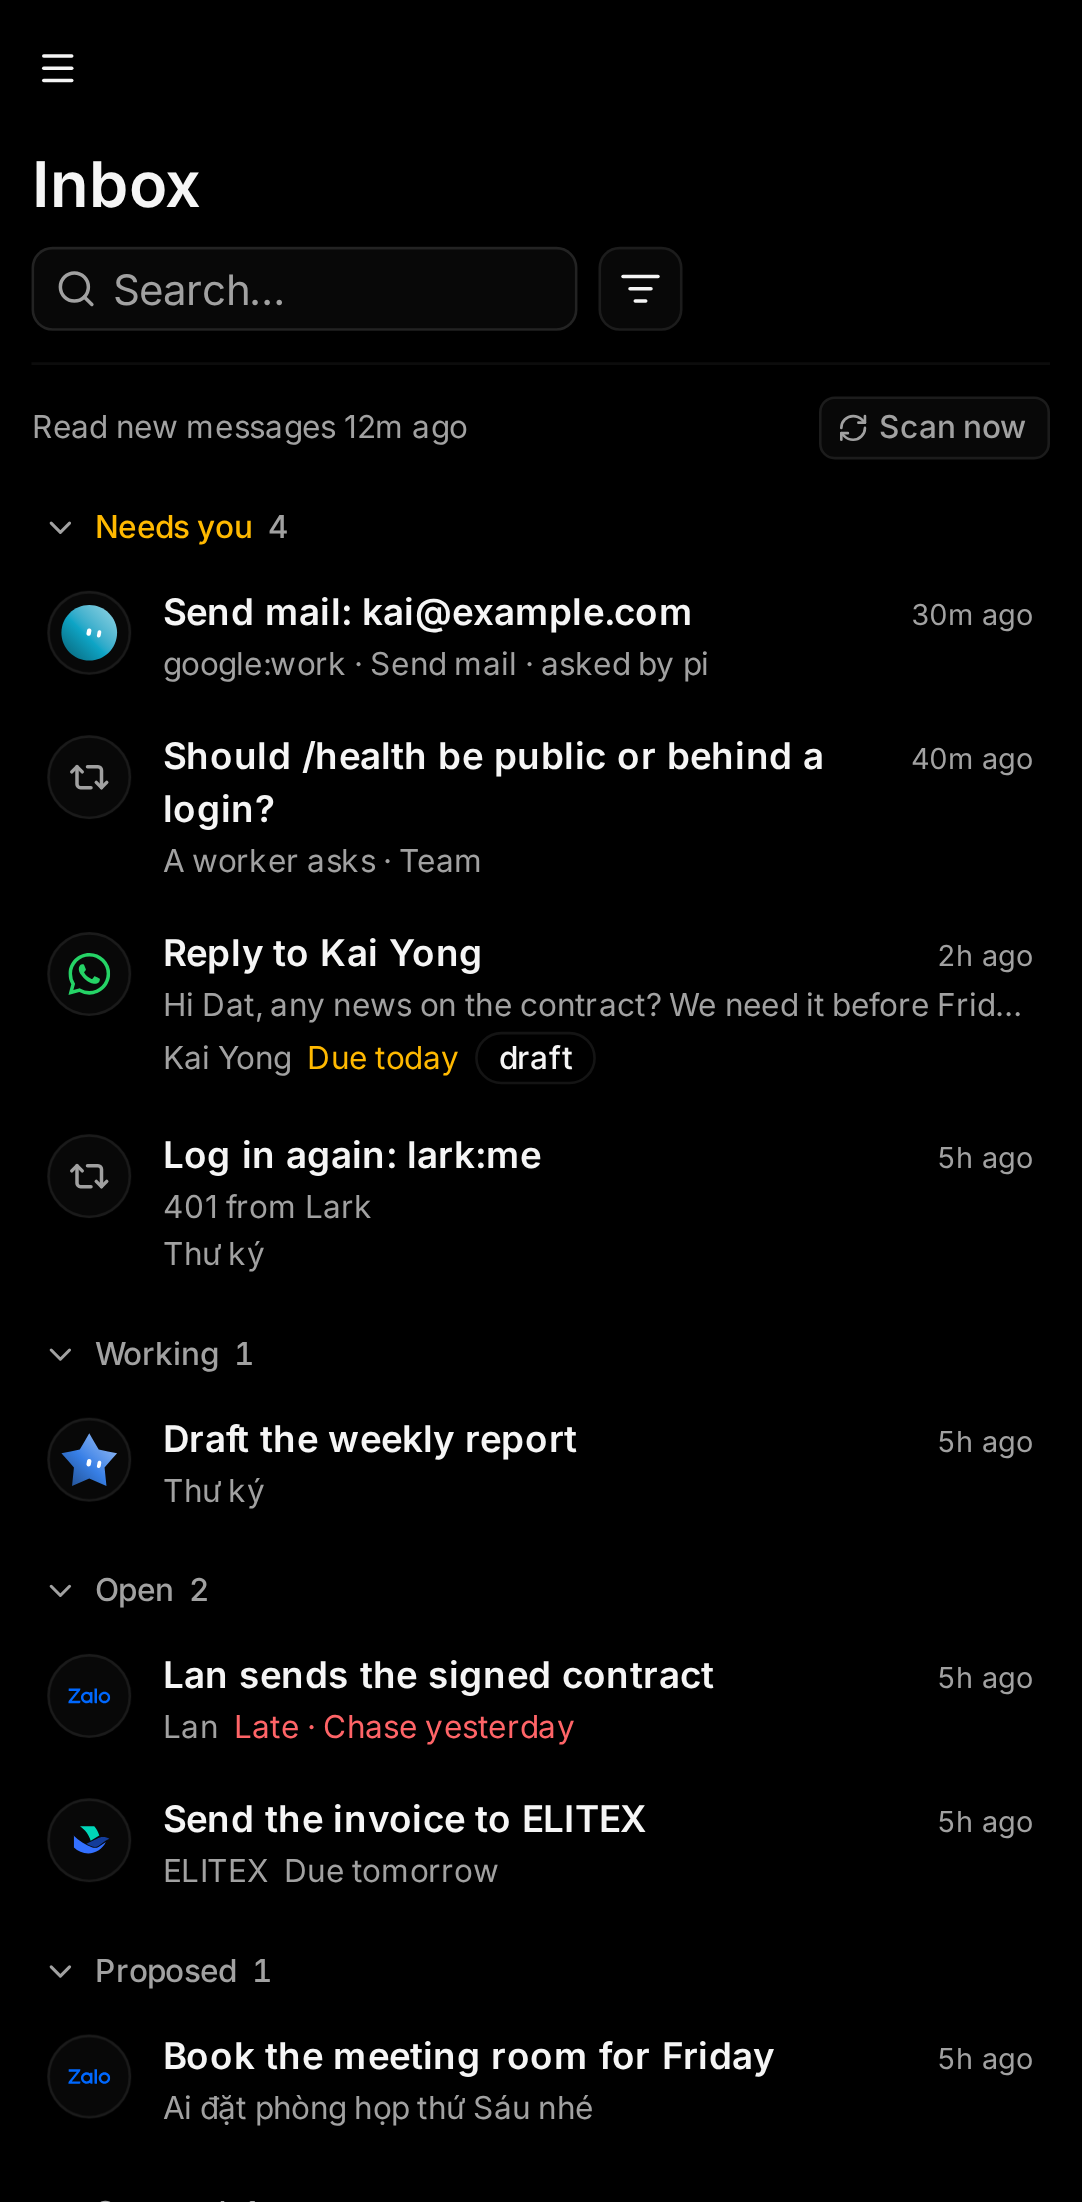 Inbox
Search...
Read new messages 12m ago
Scan now
Needs you 4
Send mail: kai@example.com
30m ago
google:work · Send mail · asked by pi
Should /health be public or behind a
login?
40m ago
A worker asks · Team
Reply to Kai Yong
2h ago
Hi Dat, any news on the contract? We need it before Frid...
Kai Yong Due today draft
Log in again: lark:me
5h ago
401 from Lark
Thư ký
Working 1
Draft the weekly report
5h ago
Thư ký
Open 2
Zalo
Lan sends the signed contract
5h ago
Lan Late · Chase yesterday
Send the invoice to ELITEX
5h ago
ELITEX Due tomorrow
Proposed 1
Zalo
Book the meeting room for Friday
5h ago
Ai đặt phòng họp thứ Sáu nhé